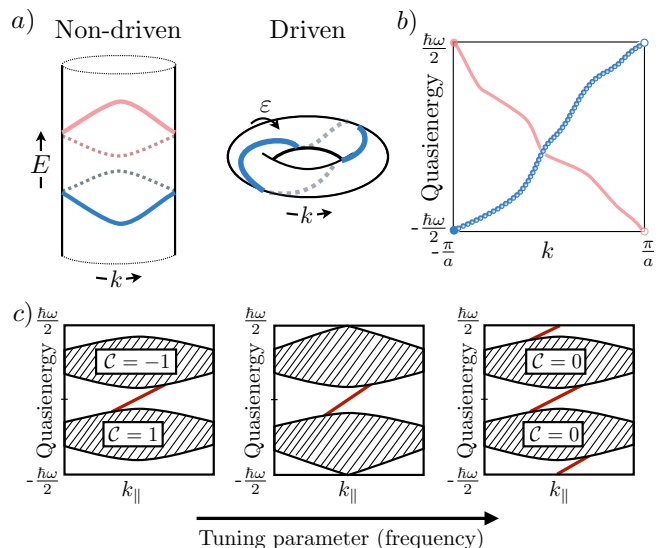 a)
Non-driven
Driven
E
k
ε
k
b)
Quasienergy
ħω/2
-ħω/2
-π/a
k
π/a
c)
Quasienergy
ħω/2
-ħω/2
C = −1
C = 1
k∥
Quasienergy
ħω/2
-ħω/2
k∥
Quasienergy
ħω/2
-ħω/2
C = 0
C = 0
k∥
Tuning parameter (frequency)